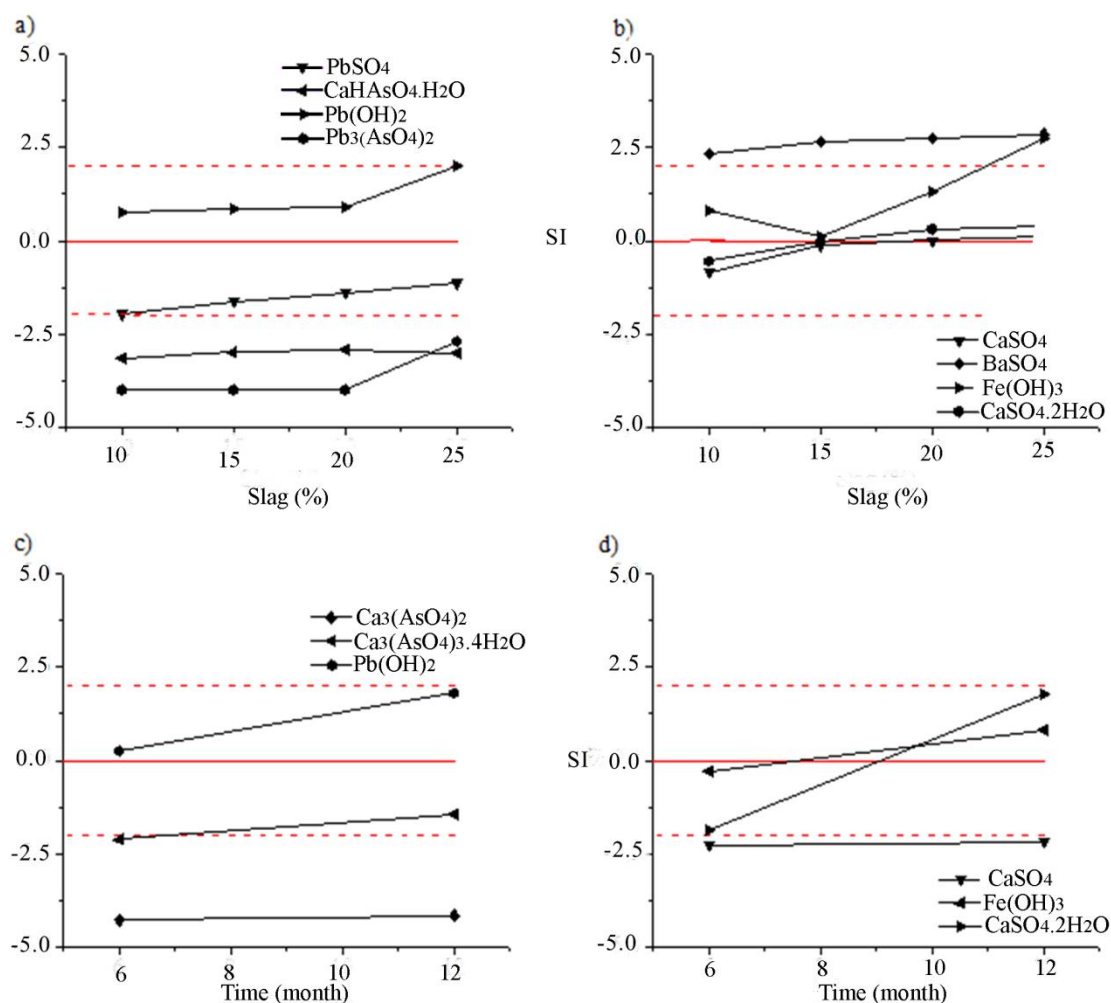 a)
5.0
2.5
0.0
-2.5
-5.0
PbSO4
CaHAsO4.H2O
Pb(OH)2
Pb3(AsO4)2
10 15 20 25
Slag (%)
b)
5.0
2.5
0.0
-2.5
-5.0
SI
CaSO4
BaSO4
Fe(OH)3
CaSO4.2H2O
10 15 20 25
Slag (%)
c)
5.0
2.5
0.0
-2.5
-5.0
Ca3(AsO4)2
Ca3(AsO4)3.4H2O
Pb(OH)2
6 8 10 12
Time (month)
d)
5.0
2.5
0.0
-2.5
-5.0
SI
CaSO4
Fe(OH)3
CaSO4.2H2O
6 8 10 12
Time (month)